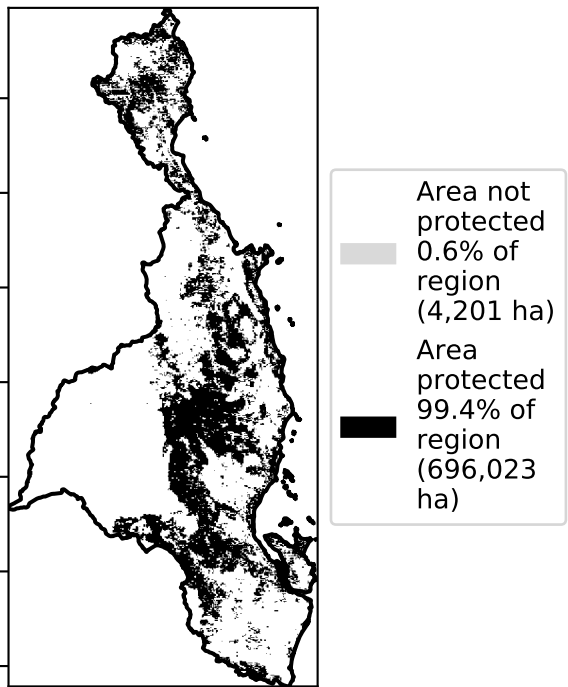 Area not
protected
0.6% of
region
(4,201 ha)
Area
protected
99.4% of
region
(696,023
ha)